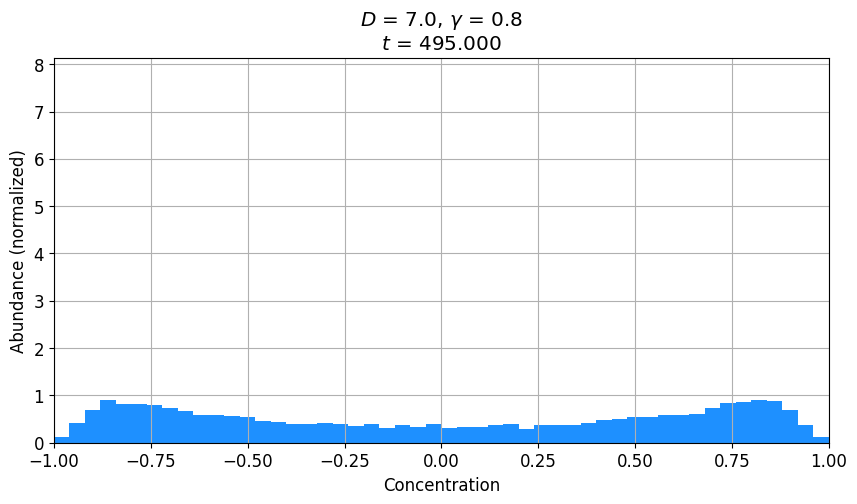 D = 7.0, γ = 0.8
t = 495.000
Abundance (normalized)
8
7
6
5
4
3
2
1
0
−1.00 −0.75 −0.50 −0.25 0.00 0.25 0.50 0.75 1.00
Concentration